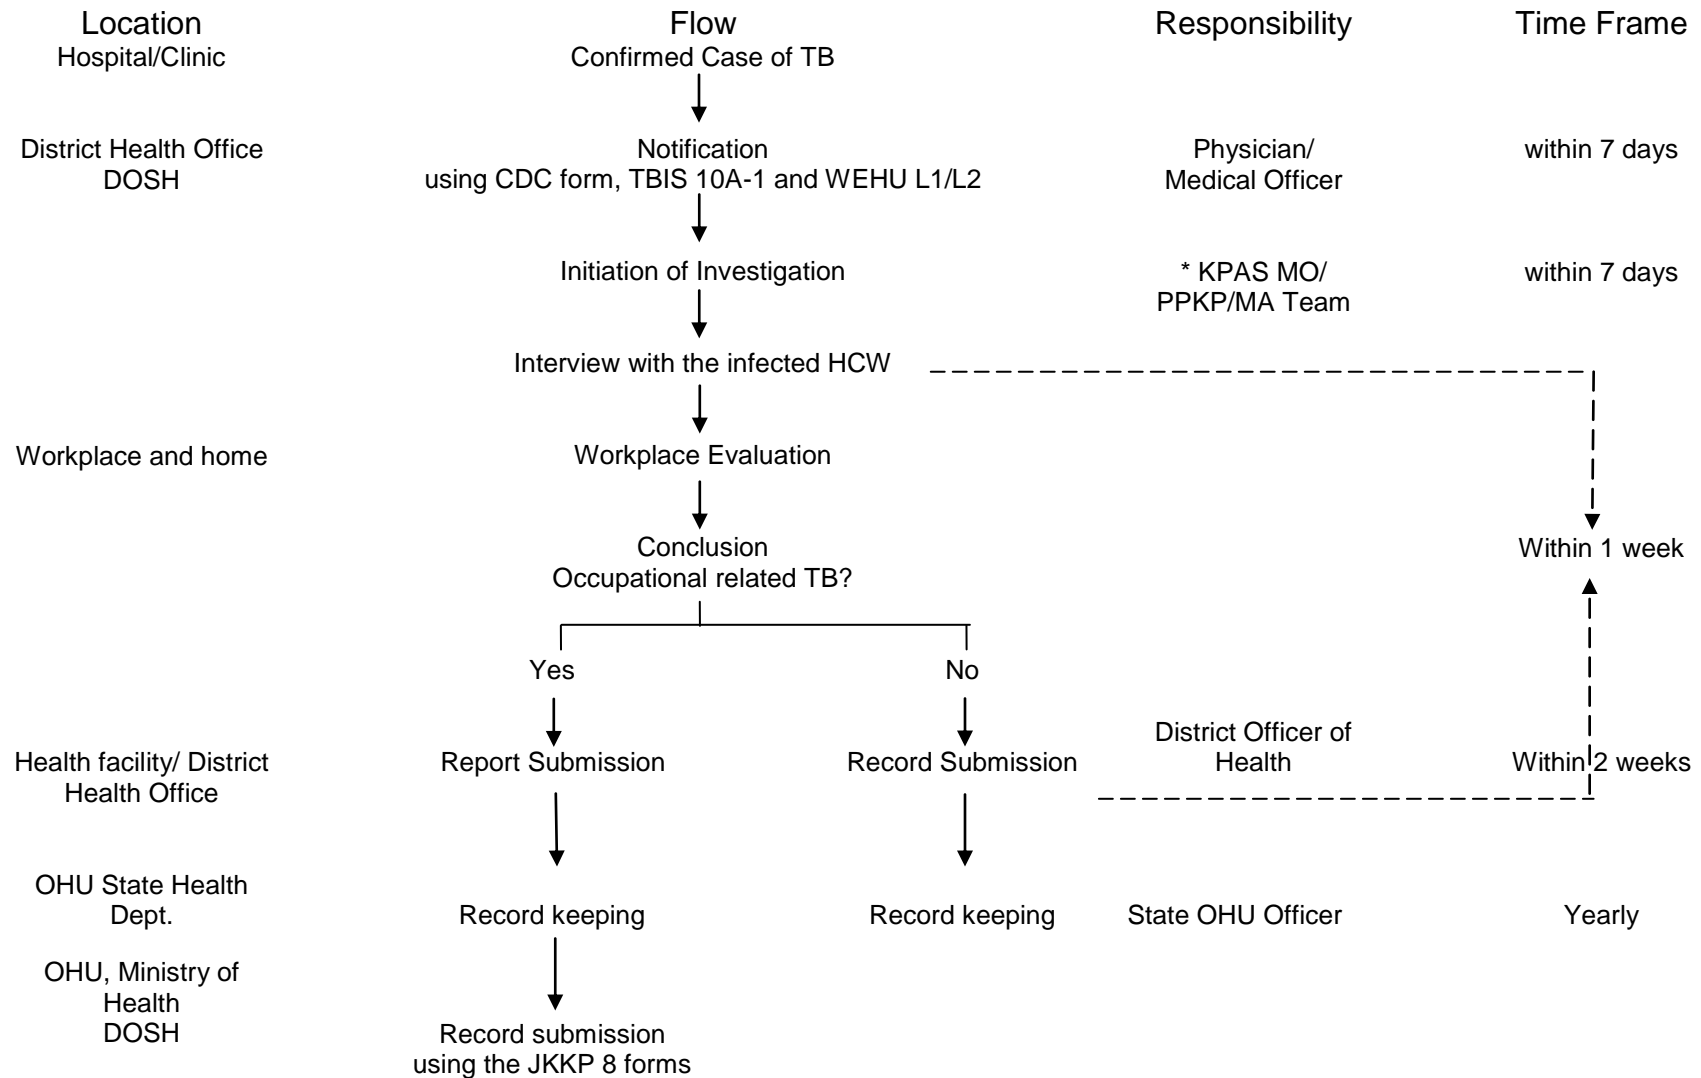 Location
Flow
Responsibility
Time Frame
Hospital/Clinic
Confirmed Case of TB
District Health Office
DOSH
Notification
using CDC form, TBIS 10A-1 and WEHU L1/L2
Physician/
Medical Officer
within 7 days
Initiation of Investigation
* KPAS MO/
PPKP/MA Team
within 7 days
Interview with the infected HCW
Workplace and home
Workplace Evaluation
Conclusion
Occupational related TB?
Within 1 week
Yes
No
Health facility/ District
Health Office
Report Submission
Record Submission
District Officer of
Health
Within 2 weeks
OHU State Health
Dept.
Record keeping
Record keeping
State OHU Officer
Yearly
OHU, Ministry of
Health
DOSH
Record submission
using the JKKP 8 forms